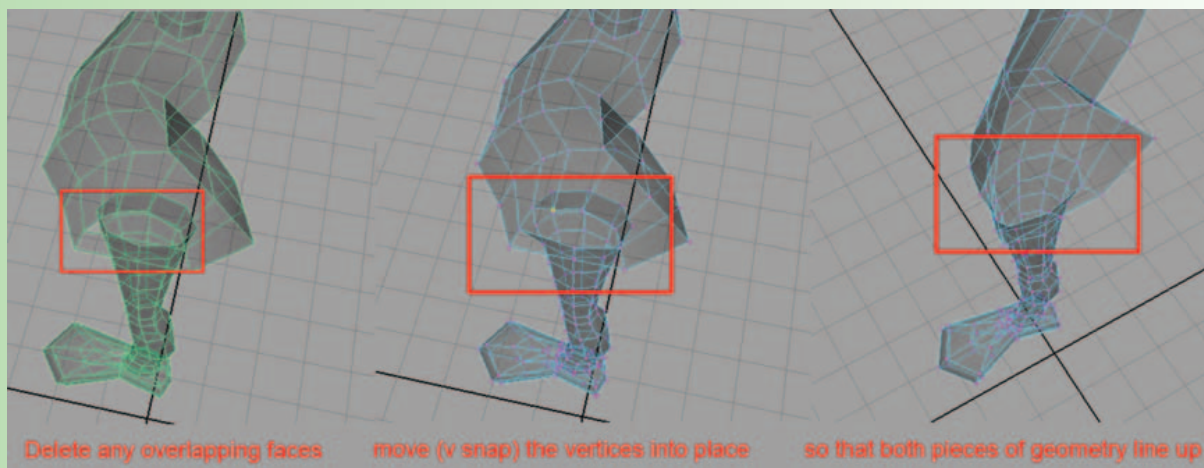 Delete any overlapping faces
move (v snap) the vertices into place
so that both pieces of geometry line up